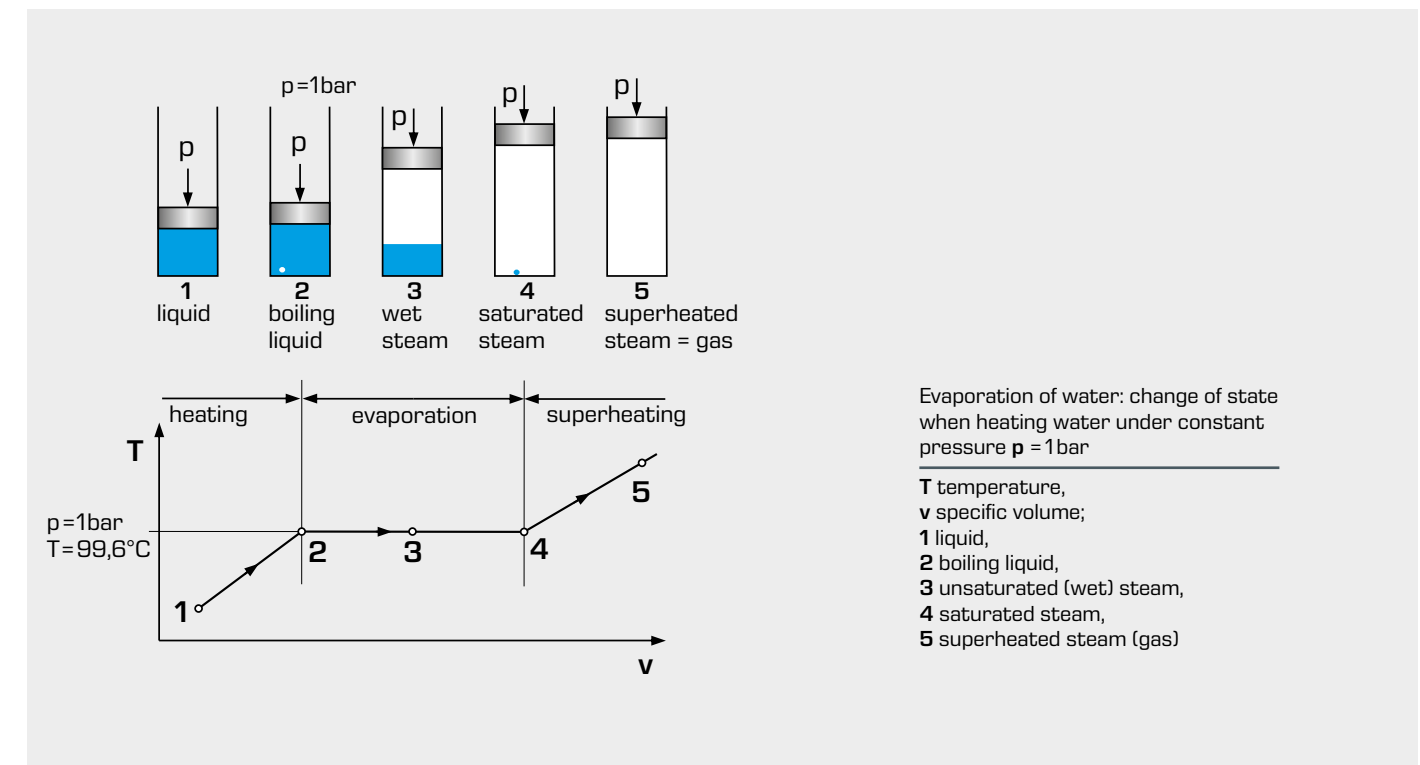 p=1bar
p
p
p
p
p
1
liquid
2
boiling
liquid
3
wet
steam
4
saturated
steam
5
superheated
steam = gas
heating
evaporation
superheating
T
p=1bar
T=99,6°C
1
2
3
4
5
v
Evaporation of water: change of state
when heating water under constant
pressure p =1bar
T temperature,
v specific volume;
1 liquid,
2 boiling liquid,
3 unsaturated (wet) steam,
4 saturated steam,
5 superheated steam (gas)